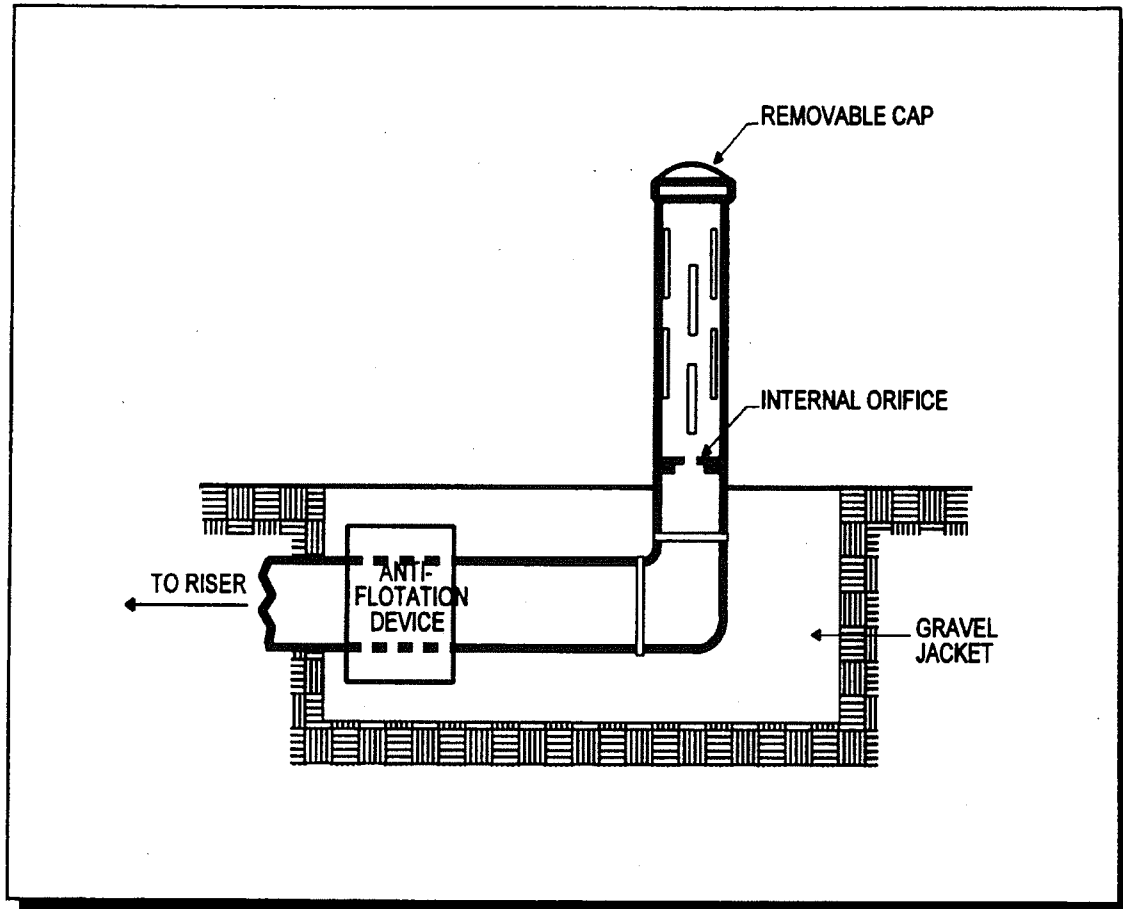 REMOVABLE CAP
INTERNAL ORIFICE
TO RISER
ANTI-
FLOTATION
DEVICE
GRAVEL
JACKET